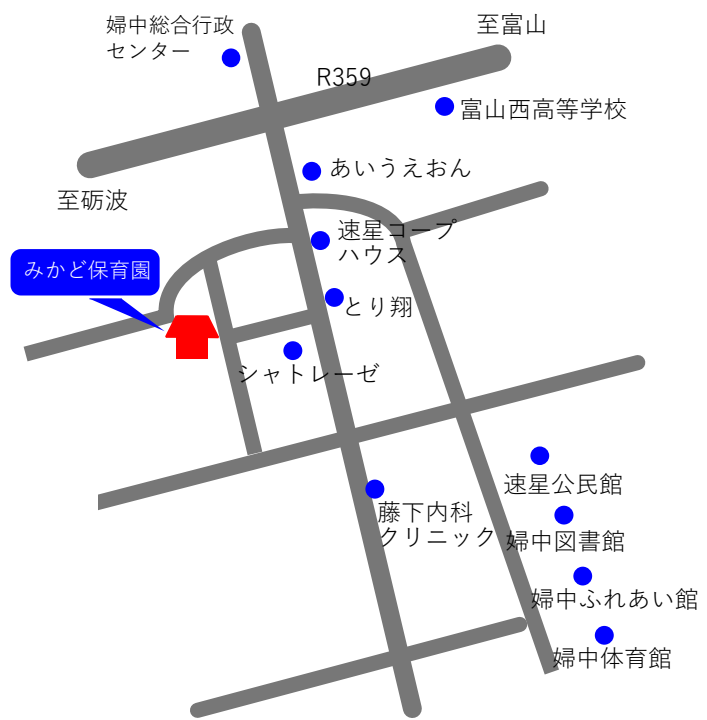 婦中総合行政
センター
至富山
R359
富山西高等学校
あいうえおん
至砺波
速星コープ
ハウス
みかど保育園
とり翔
シャトレーゼ
速星公民館
藤下内科
クリニック
婦中図書館
婦中ふれあい館
婦中体育館